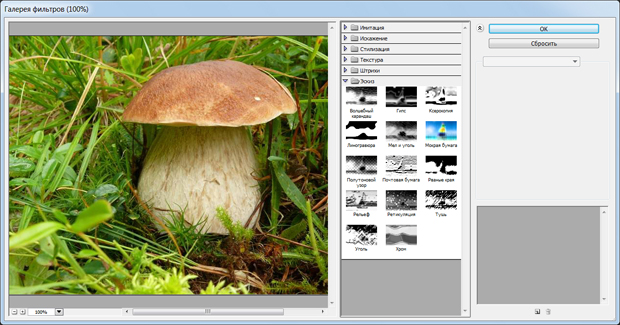 Галерея фильтров (100%)
Имитация
Искажение
Стилизация
Текстура
Штрихи
Эскиз
Волшебный карандаш
Гипс
Ксерокопия
Линогравюра
Мел и уголь
Мокрая бумага
Полутоновой узор
Почтовая бумага
Рваные края
Рельеф
Ретикуляция
Тушь
Уголь
Хром
OK
Сбросить
100%